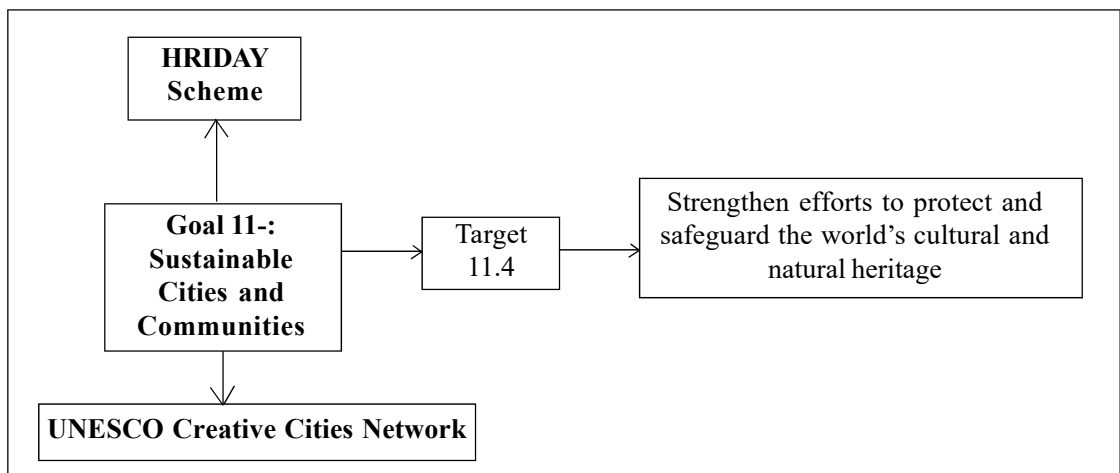 HRIDAY
Scheme
Goal 11-:
Sustainable
Cities and
Communities
Target
11.4
Strengthen efforts to protect and
safeguard the world’s cultural and
natural heritage
UNESCO Creative Cities Network